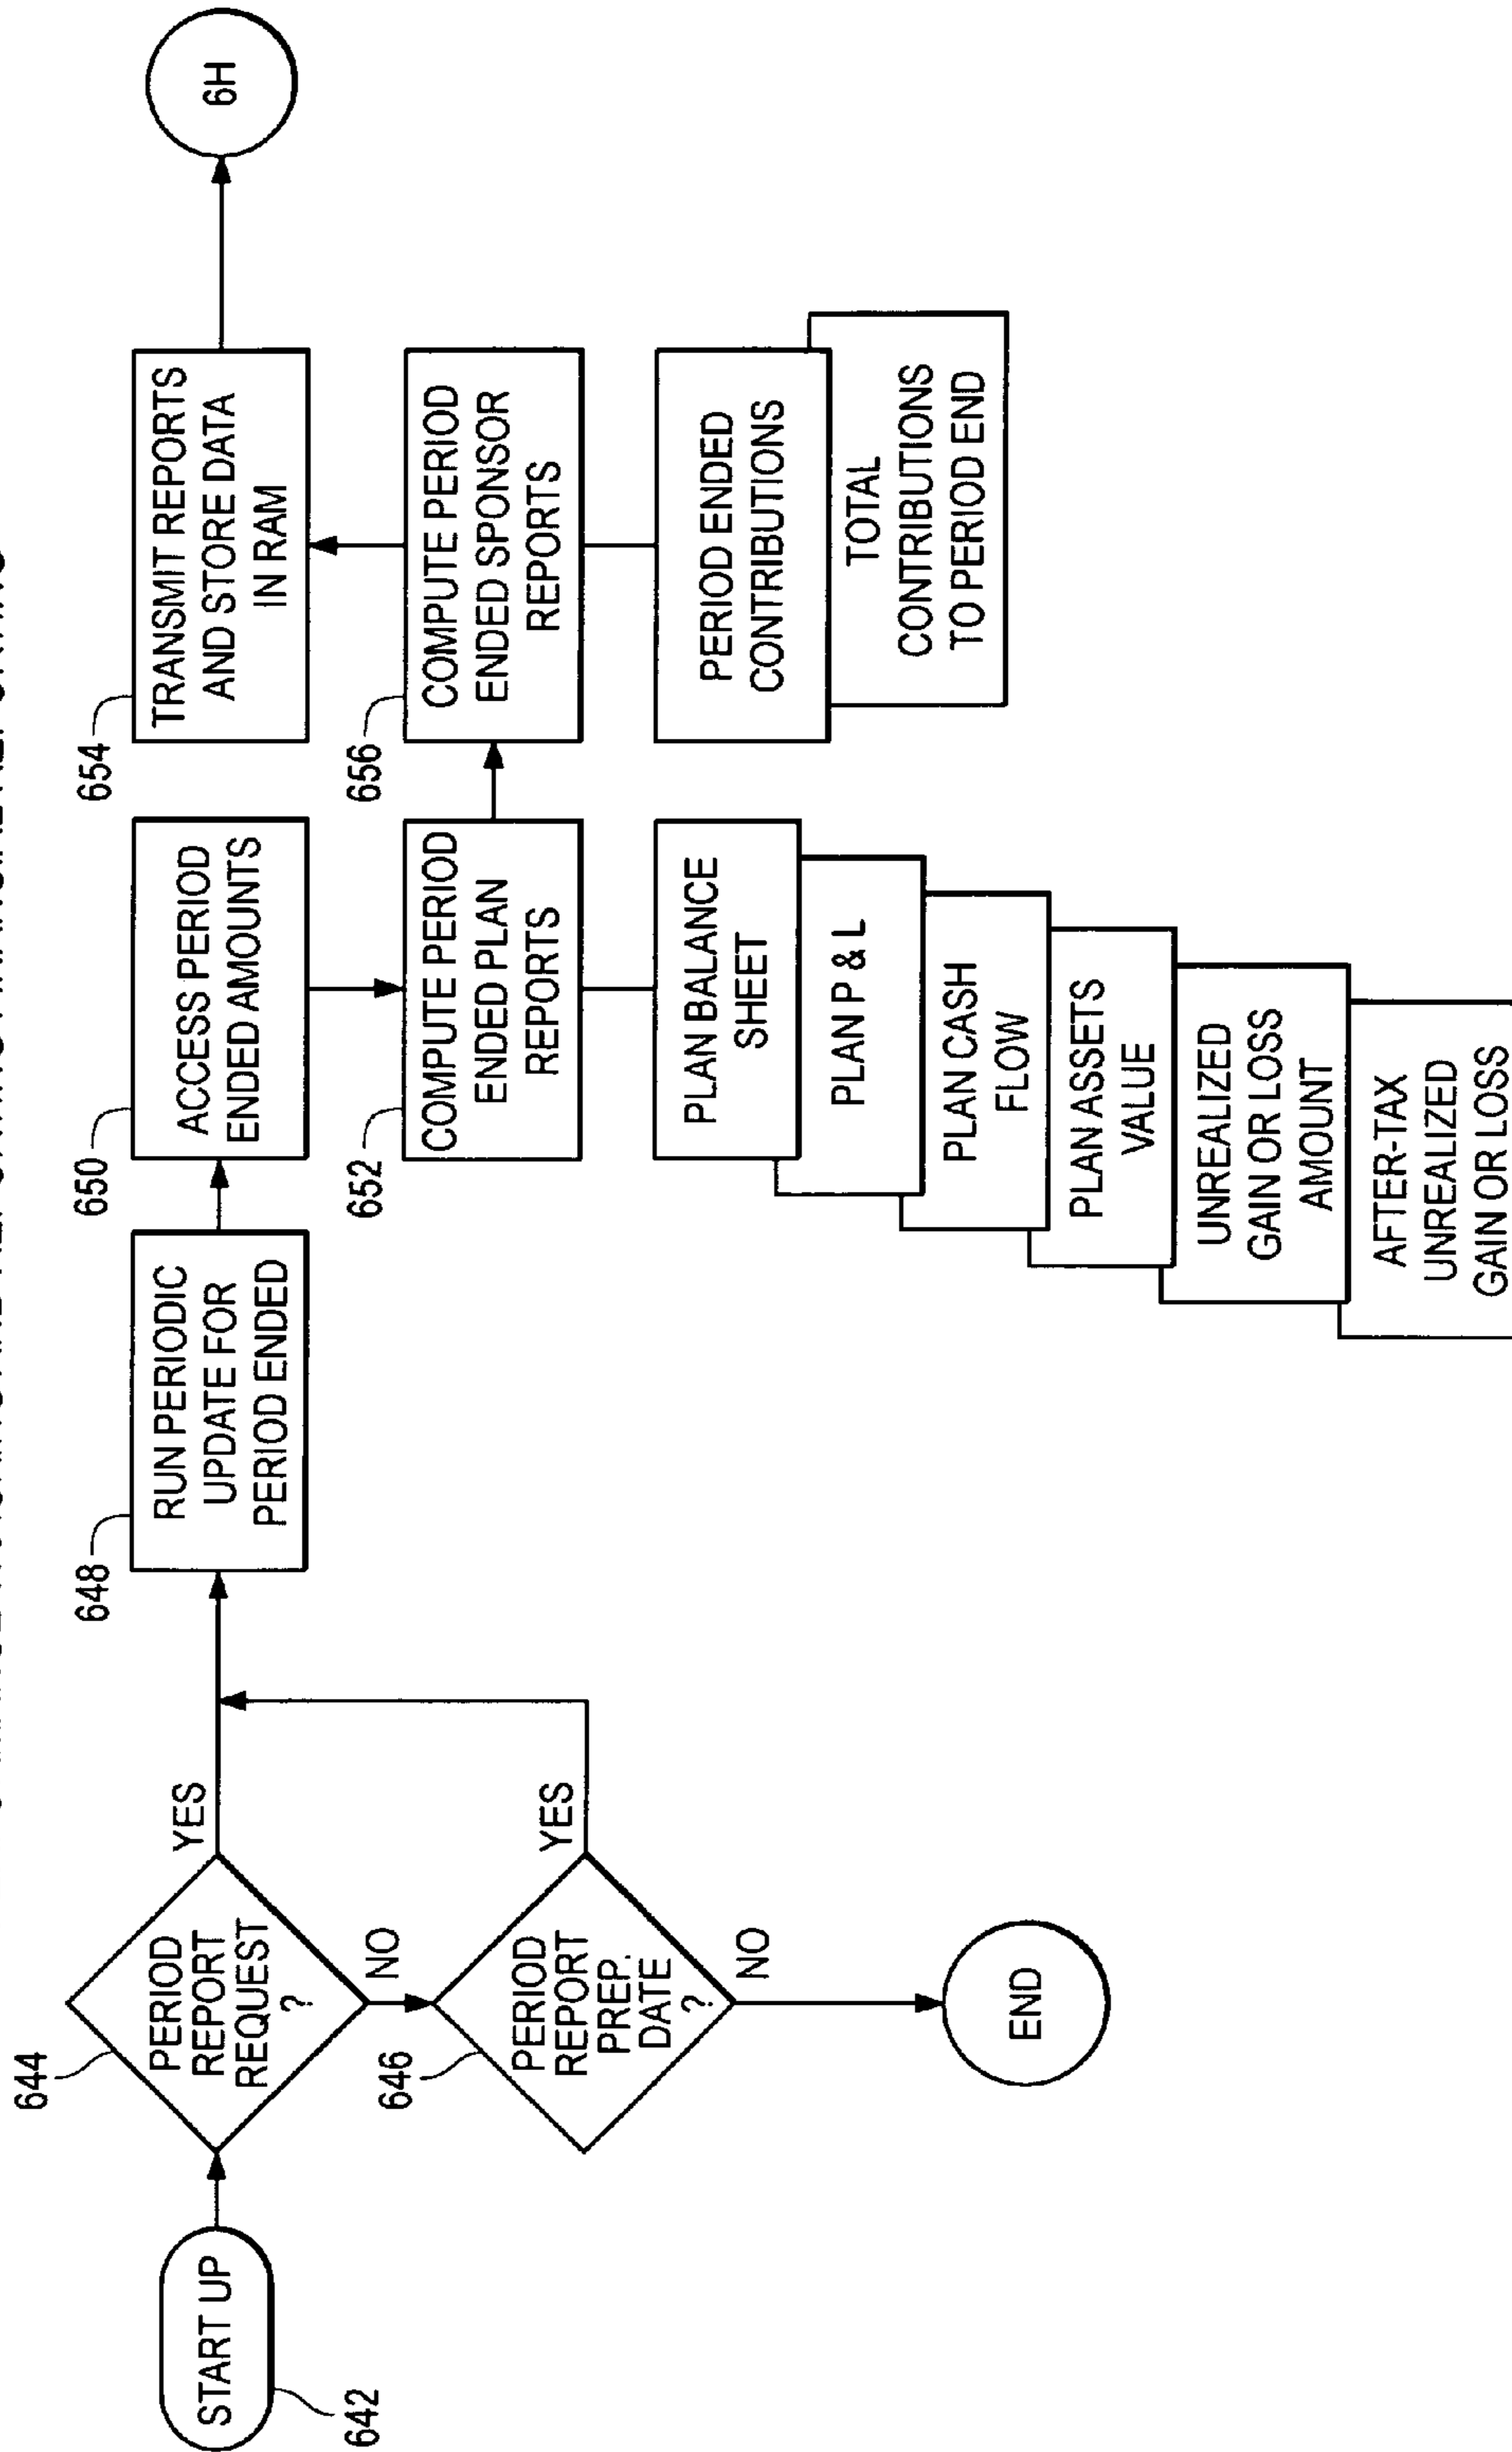 642
START UP
644
PERIOD
REPORT
REQUEST
?
YES
NO
646
PERIOD
REPORT
PREP.
DATE
?
YES
NO
END
648
RUN PERIODIC
UPDATE FOR
PERIOD ENDED
650
ACCESS PERIOD
ENDED AMOUNTS
652
COMPUTE PERIOD
ENDED PLAN
REPORTS
PLAN BALANCE
SHEET
PLAN P & L
PLAN CASH
FLOW
PLAN ASSETS
VALUE
UNREALIZED
GAIN OR LOSS
AMOUNT
AFTER-TAX
UNREALIZED
GAIN OR LOSS
654
TRANSMIT REPORTS
AND STORE DATA
IN RAM
656
COMPUTE PERIOD
ENDED SPONSOR
REPORTS
PERIOD ENDED
CONTRIBUTIONS
TOTAL
CONTRIBUTIONS
TO PERIOD END
6H